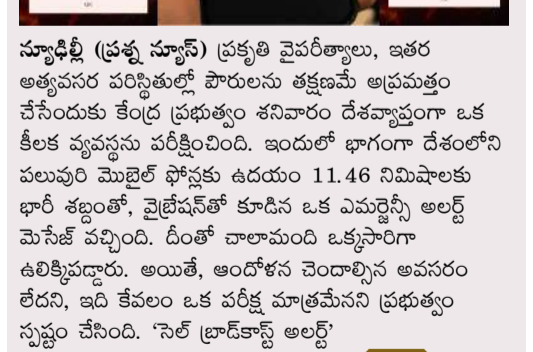 న్యూఢిల్లీ (ప్రశ్న న్యూస్) ప్రకృతి వైపరీత్యాలు, ఇతర
అత్యవసర పరిస్థితుల్లో పౌరులను తక్షణమే అప్రమత్తం
చేసేందుకు కేంద్ర ప్రభుత్వం శనివారం దేశవ్యాప్తంగా ఒక
కీలక వ్యవస్థను పరీక్షించింది. ఇందులో భాగంగా దేశంలోని
పలువురి మొబైల్ ఫోన్లకు ఉదయం 11.46 నిమిషాలకు
భారీ శబ్దంతో, వైబ్రేషన్‌తో కూడిన ఒక ఎమర్జెన్సీ అలర్ట్
మెసేజ్ వచ్చింది. దీంతో చాలామంది ఒక్కసారిగా
ఉలిక్కిపడ్డారు. అయితే, ఆందోళన చెందాల్సిన అవసరం
లేదని, ఇది కేవలం ఒక పరీక్ష మాత్రమేనని ప్రభుత్వం
స్పష్టం చేసింది. ‘సెల్ బ్రాడ్‌కాస్ట్ అలర్ట్’